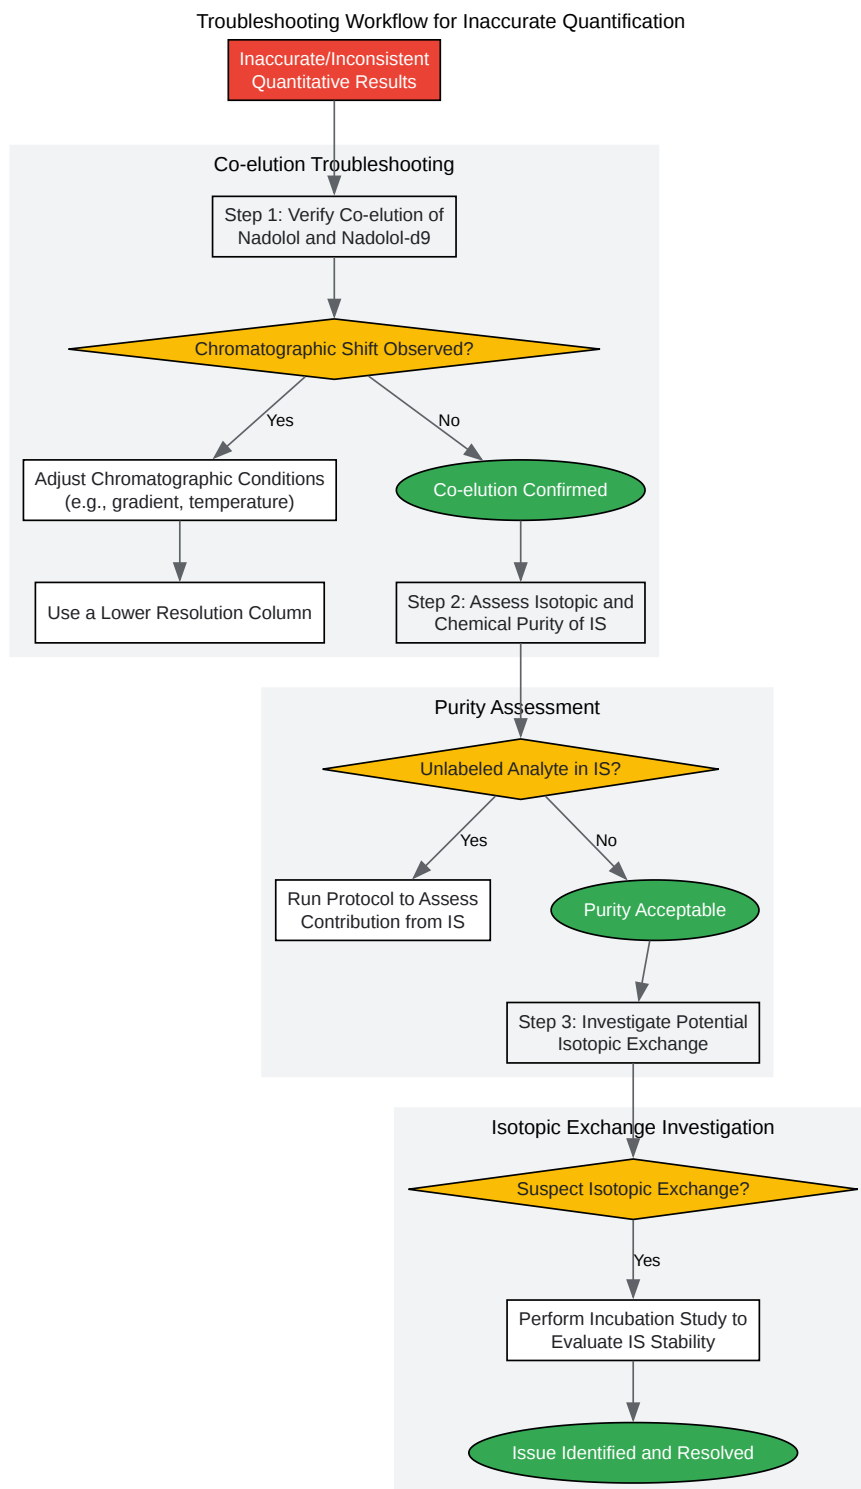 Troubleshooting Workflow for Inaccurate Quantification
Inaccurate/Inconsistent
Quantitative Results
Co-elution Troubleshooting
Step 1: Verify Co-elution of
Nadolol and Nadolol-d9
Chromatographic Shift Observed?
Yes
No
Adjust Chromatographic Conditions
(e.g., gradient, temperature)
Co-elution Confirmed
Use a Lower Resolution Column
Step 2: Assess Isotopic and
Chemical Purity of IS
Purity Assessment
Unlabeled Analyte in IS?
Yes
No
Run Protocol to Assess
Contribution from IS
Purity Acceptable
Step 3: Investigate Potential
Isotopic Exchange
Isotopic Exchange Investigation
Suspect Isotopic Exchange?
Yes
Perform Incubation Study to
Evaluate IS Stability
Issue Identified and Resolved